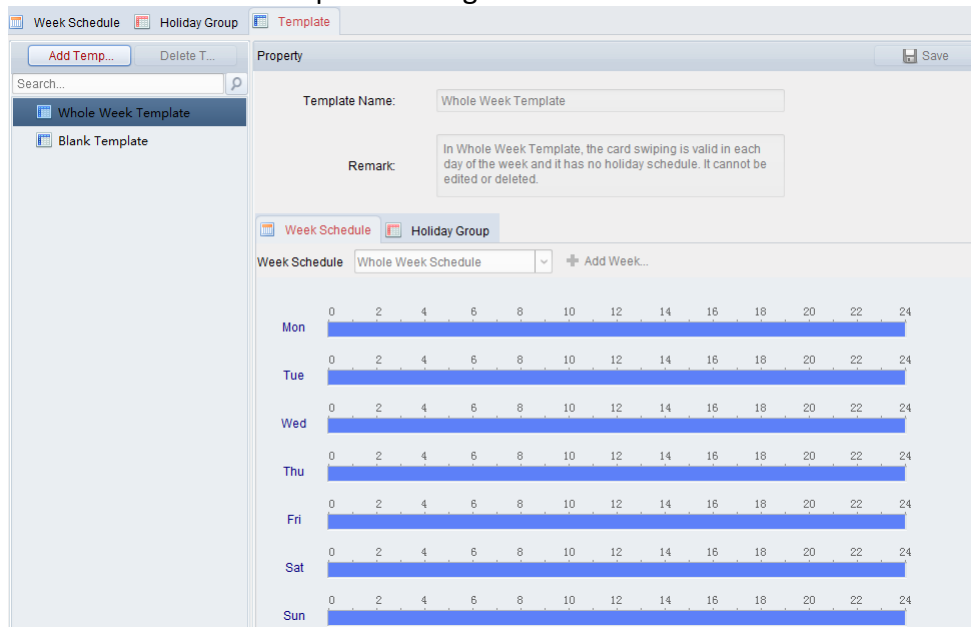 Week Schedule Holiday Group Template
Add Temp... Delete T... Property Save
Search...
Whole Week Template
Blank Template
Template Name: Whole Week Template
Remark: In Whole Week Template, the card swiping is valid in each
day of the week and it has no holiday schedule. It cannot be
edited or deleted.
Week Schedule Holiday Group
Week Schedule Whole Week Schedule Add Week...
0 2 4 6 8 10 12 14 16 18 20 22 24
Mon
0 2 4 6 8 10 12 14 16 18 20 22 24
Tue
0 2 4 6 8 10 12 14 16 18 20 22 24
Wed
0 2 4 6 8 10 12 14 16 18 20 22 24
Thu
0 2 4 6 8 10 12 14 16 18 20 22 24
Fri
0 2 4 6 8 10 12 14 16 18 20 22 24
Sat
0 2 4 6 8 10 12 14 16 18 20 22 24
Sun